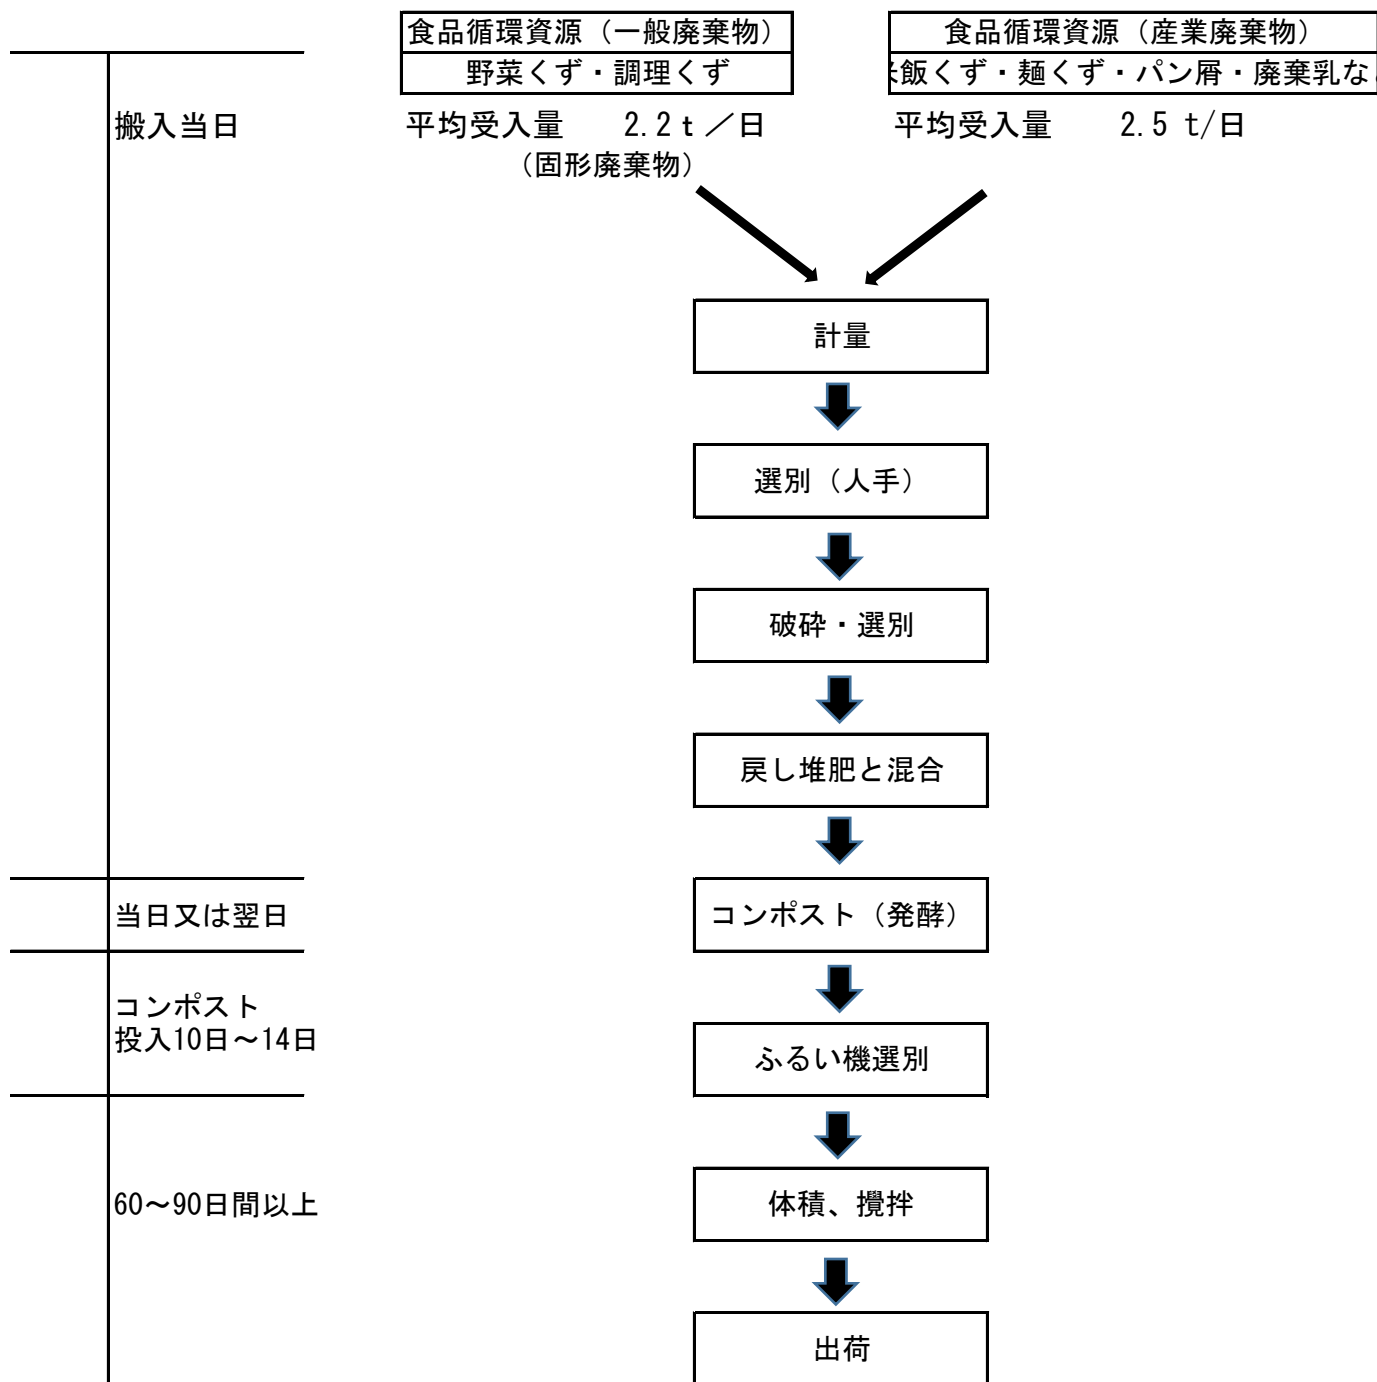 食品循環資源（一般廃棄物）
野菜くず・調理くず
食品循環資源（産業廃棄物）
飯くず・麺くず・パン屑・廃棄乳な
搬入当日
平均受入量 2.2ｔ／日
（固形廃棄物）
平均受入量 2.5 t/日
計量
選別（人手）
破砕・選別
戻し堆肥と混合
当日又は翌日
コンポスト（発酵）
コンポスト
投入10日～14日
ふるい機選別
60～90日間以上
体積、攪拌
出荷